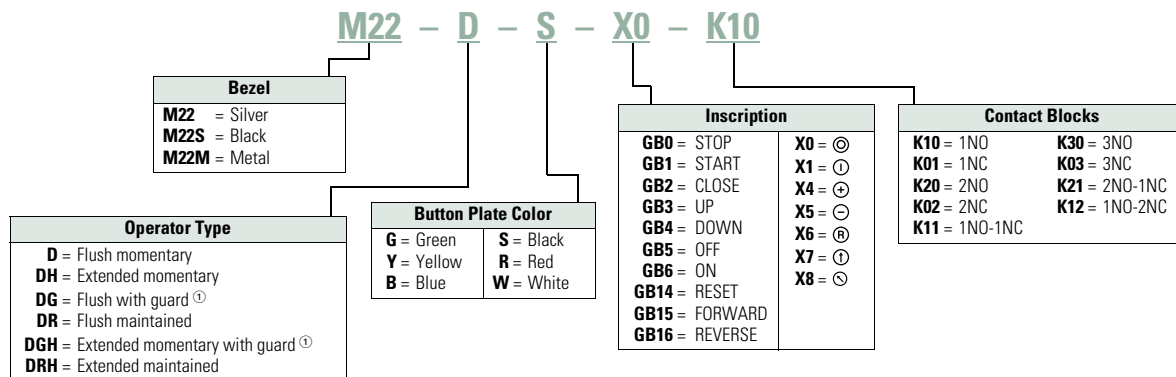 M22 – D – S – X0 – K10
Bezel
M22 = Silver
M22S = Black
M22M = Metal
Operator Type
D = Flush momentary
DH = Extended momentary
DG = Flush with guard ①
DR = Flush maintained
DGH = Extended momentary with guard ①
DRH = Extended maintained
Button Plate Color
G = Green
Y = Yellow
B = Blue
S = Black
R = Red
W = White
Inscription
GB0 = STOP
GB1 = START
GB2 = CLOSE
GB3 = UP
GB4 = DOWN
GB5 = OFF
GB6 = ON
GB14 = RESET
GB15 = FORWARD
GB16 = REVERSE
X0 = ◎
X1 = Ⓘ
X4 = ⊕
X5 = ⊖
X6 = Ⓡ
X7 = ↑
X8 = ↖
Contact Blocks
K10 = 1NO
K01 = 1NC
K20 = 2NO
K02 = 2NC
K11 = 1NO-1NC
K30 = 3NO
K03 = 3NC
K21 = 2NO-1NC
K12 = 1NO-2NC